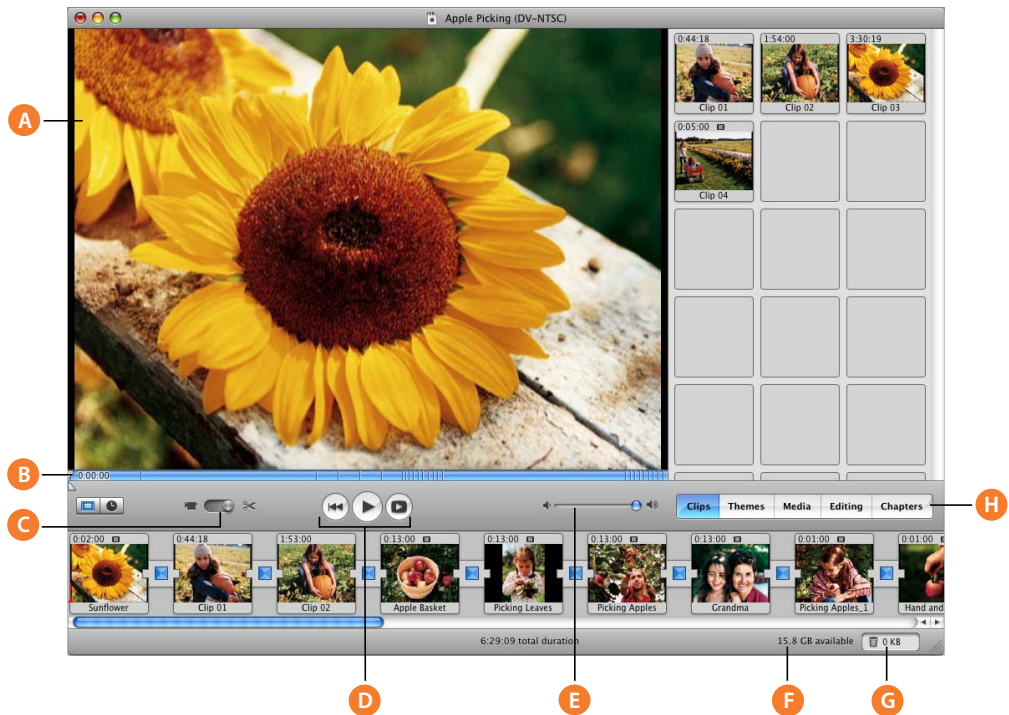 Apple Picking (DV-NTSC)
0:44:18
1:54:00
3:30:19
Clip 01
Clip 02
Clip 03
0:05:00
Clip 04
A
B
0:00:00
C
Clips
Themes
Media
Editing
Chapters
H
0:02:00
0:44:18
1:53:00
0:13:00
0:13:00
0:13:00
0:13:00
0:01:00
0:01:00
Sunflower
Clip 01
Clip 02
Apple Basket
Picking Leaves
Picking Apples
Grandma
Picking Apples_1
Hand and
6:29:09 total duration
15.8 GB available
0 KB
D
E
F
G